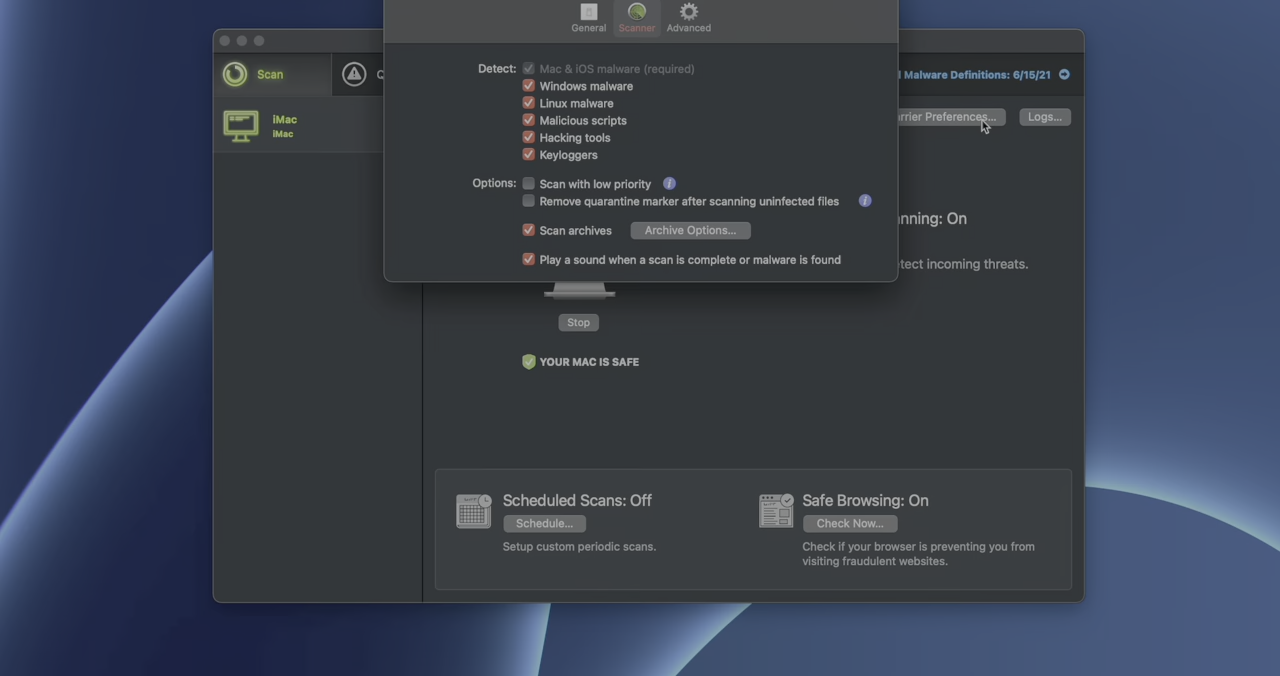 General Scanner Advanced
Scan
Malware Definitions: 6/15/21
iMac
iMac
Preferences...
Logs...
Detect: Mac & iOS malware (required)
Windows malware
Linux malware
Malicious scripts
Hacking tools
Keyloggers
Options: Scan with low priority
Remove quarantine marker after scanning uninfected files
Scan archives Archive Options...
Play a sound when a scan is complete or malware is found
On
incoming threats.
Stop
YOUR MAC IS SAFE
Scheduled Scans: Off
Schedule...
Setup custom periodic scans.
Safe Browsing: On
Check Now...
Check if your browser is preventing you from
visiting fraudulent websites.